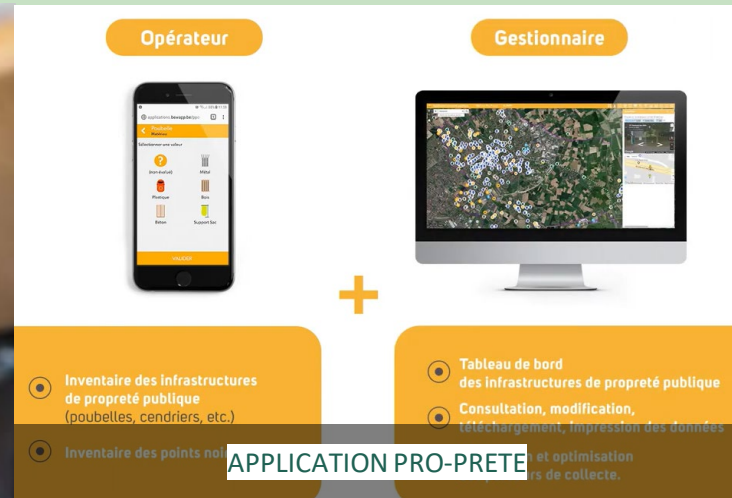 Opérateur
Gestionnaire
Poubelle
Sélectionner une valeur
(non évalué)
Métal
Plastique
Bois
Béton
Support Sac
VALIDER
+
Inventaire des infrastructures
de propreté publique
(poubelles, cendriers, etc.)
Inventaire des points
Tableau de bord
des infrastructures de propreté publique
Consultation, modification,
téléchargement, impression des données
et optimisation
de collecte.
APPLICATION PRO-PRETE